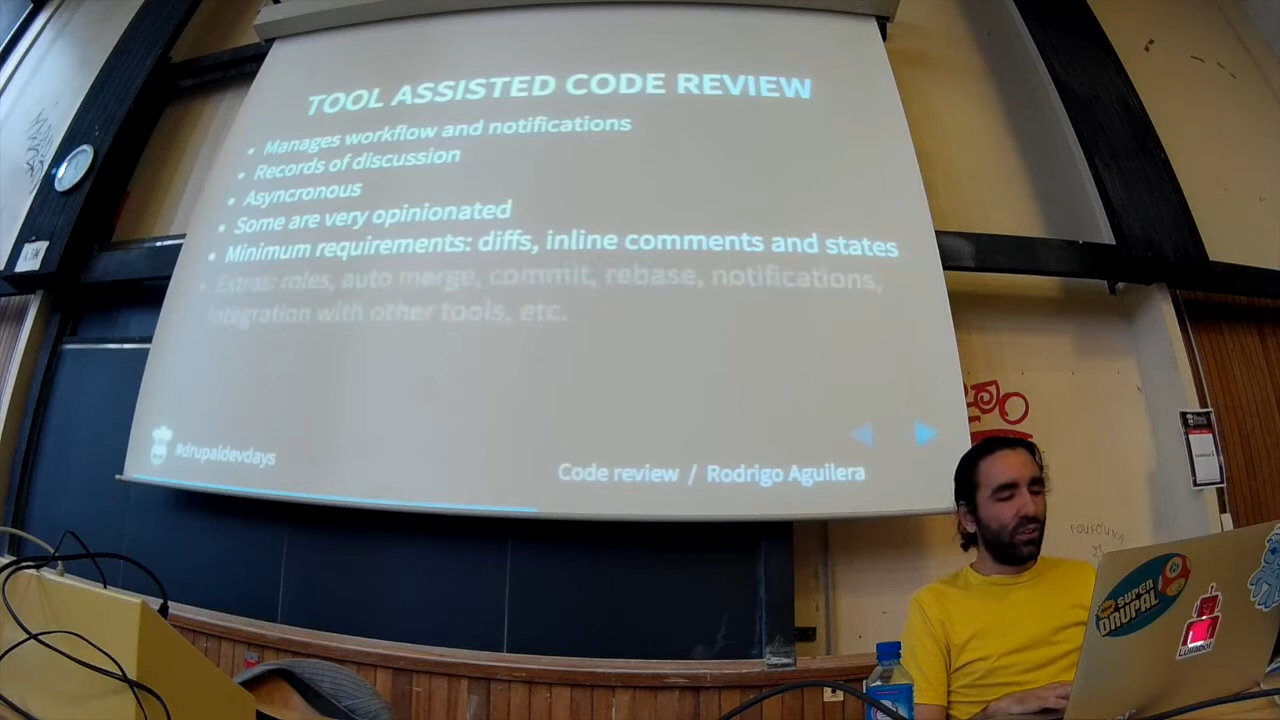 TOOL ASSISTED CODE REVIEW
• Manages workflow and notifications
• Records of discussion
• Asyncronous
• Some are very opinionated
• Minimum requirements: diffs, inline comments and states
• Extras: roles, auto merge, commit, rebase, notifications,
integration with other tools, etc.
#drupaldevdays
Code review / Rodrigo Aguilera
POUFOUNA
SUPER
DRUPAL
Lullabot